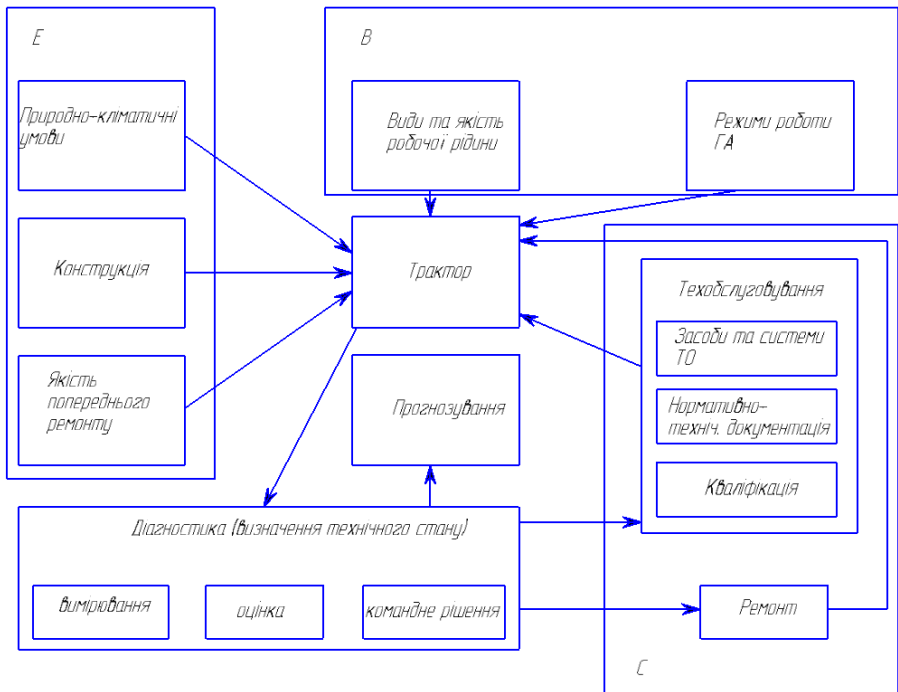 E
B
Природно-кліматичні
умови
Види та якість
робочої рідини
Режими роботи
ГА
Конструкція
Трактор
Техобслуговування
Засоби та системи
ТО
Якість
попереднього
ремонту
Прогнозування
Нормативно-
техніч. документація
Кваліфікація
Діагностика (визначення технічного стану)
вимірювання
оцінка
командне рішення
Ремонт
C